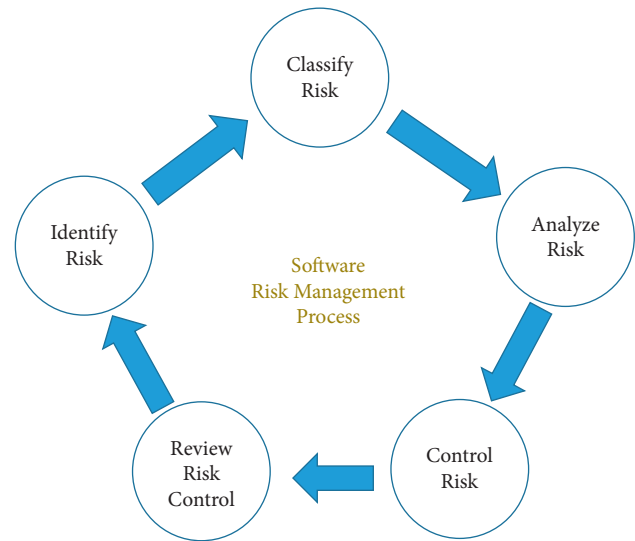 Classify
Risk
Identify
Risk
Analyze
Risk
Software
Risk Management
Process
Review
Risk
Control
Control
Risk